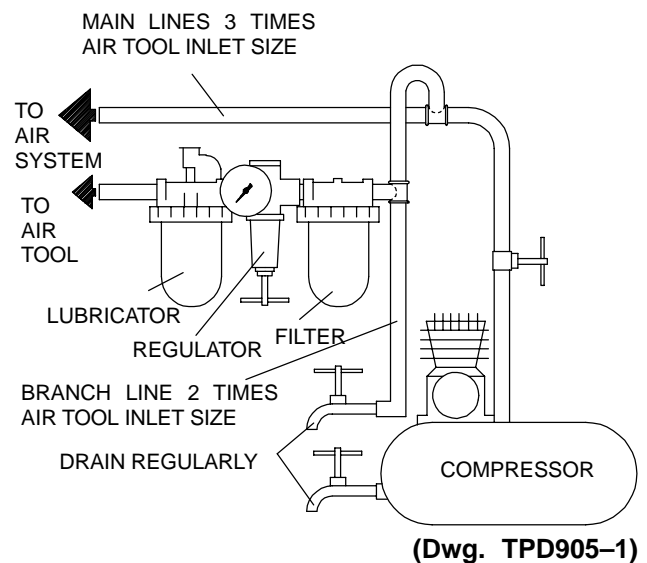 MAIN LINES 3 TIMES
AIR TOOL INLET SIZE
TO
AIR
SYSTEM
TO
AIR
TOOL
LUBRICATOR
REGULATOR
FILTER
BRANCH LINE 2 TIMES
AIR TOOL INLET SIZE
DRAIN REGULARLY
COMPRESSOR
(Dwg. TPD905–1)